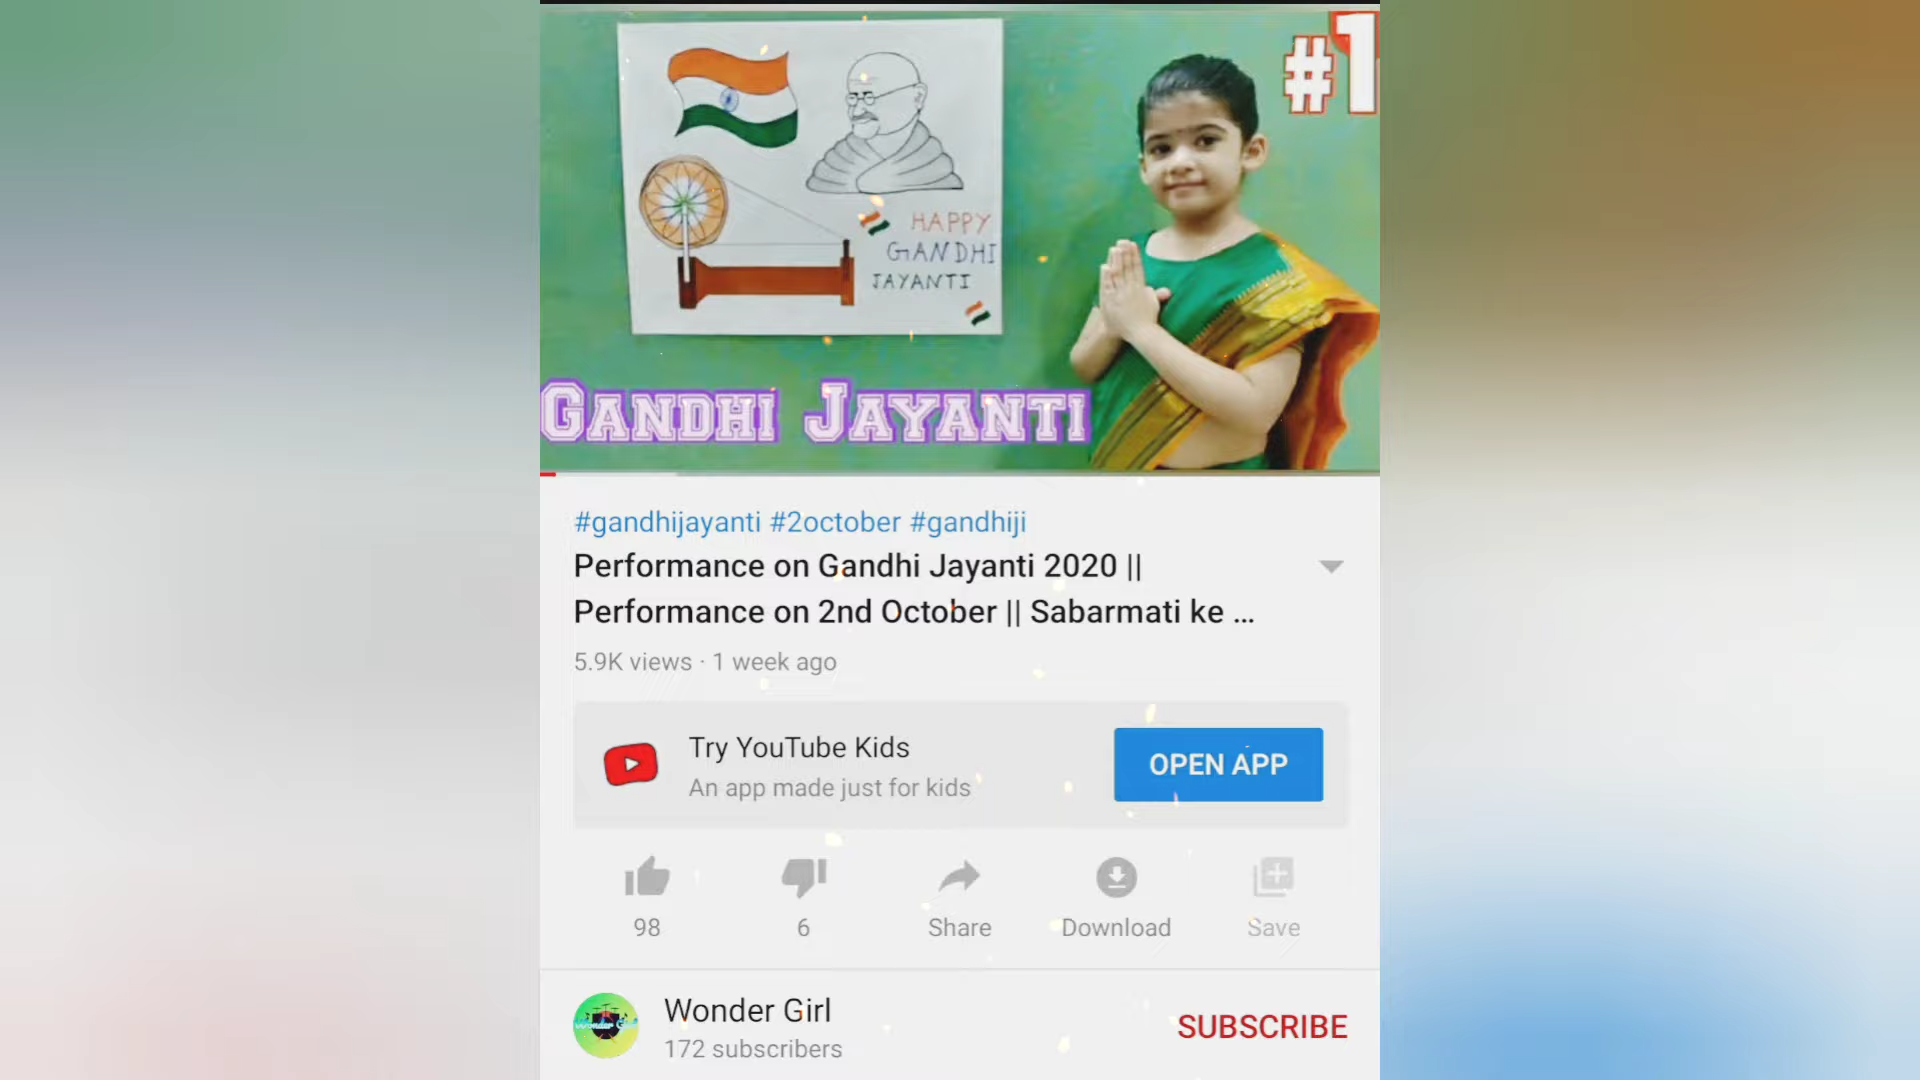 #1
HAPPY
GANDHI
JAYANTI
GANDHI JAYANTI
#gandhijayanti #2october #gandhiji
Performance on Gandhi Jayanti 2020 ||
Performance on 2nd October || Sabarmati ke ...
5.9K views · 1 week ago
Try YouTube Kids
An app made just for kids
OPEN APP
98
6
Share
Download
Save
Wonder Girl
Wonder Girl
172 subscribers
SUBSCRIBE